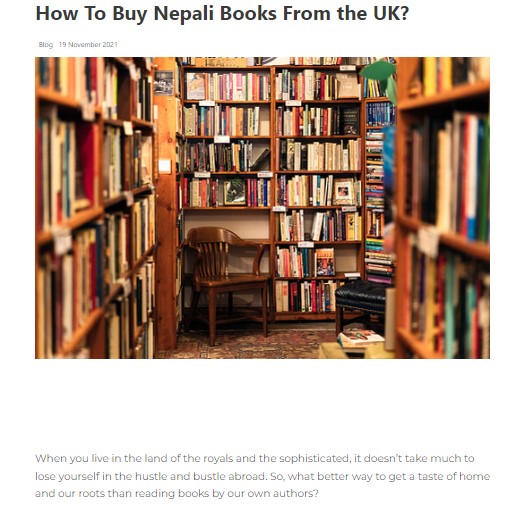 How To Buy Nepali Books From the UK?
Blog 19 November 2021
When you live in the land of the royals and the sophisticated, it doesn't take much to
lose yourself in the hustle and bustle abroad. So, what better way to get a taste of home
and our roots than reading books by our own authors?